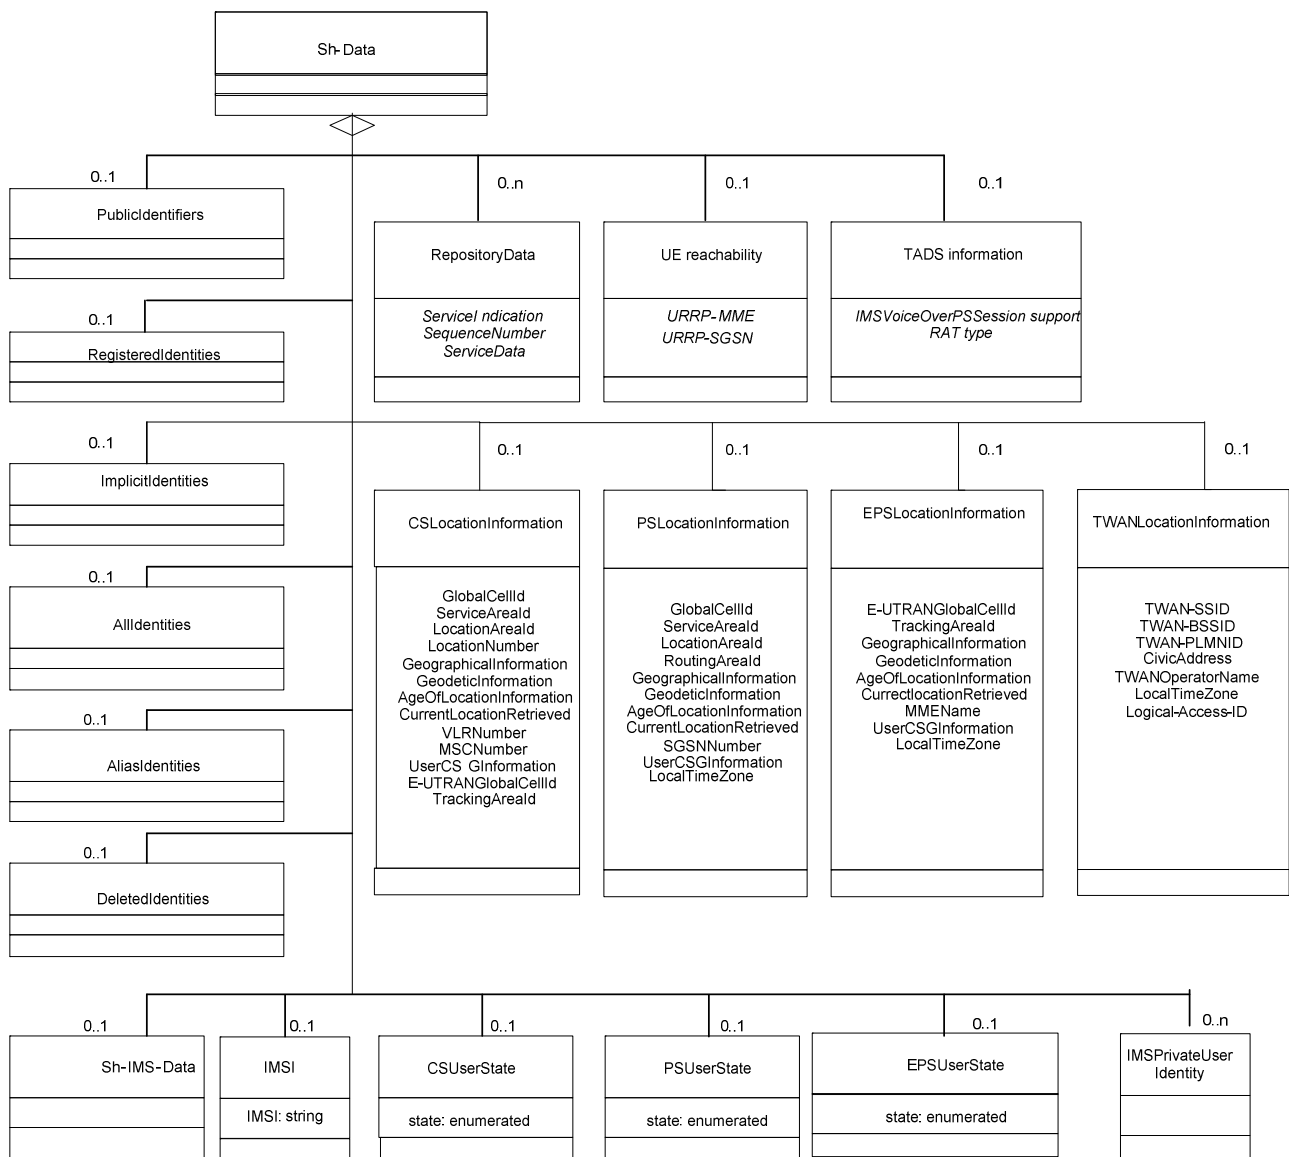 Sh-Data
0..1
0..n
0..1
0..1
PublicIdentifiers
RepositoryData
ServiceI ndication
SequenceNumber
ServiceData
UE reachability
URRP-MME
URRP-SGSN
TADS information
IMSVoiceOverPSSession support
RAT type
0..1
RegisteredIdentities
0..1
ImplicitIdentities
0..1
0..1
0..1
0..1
CSLocationInformation
GlobalCellId
ServiceAreaId
LocationAreaId
LocationNumber
GeographicalInformation
GeodeticInformation
AgeOfLocationInformation
CurrentLocationRetrieved
VLRNumber
MSCNumber
UserCS GInformation
E-UTRANGlobalCellId
TrackingAreaId
PSLocationInformation
GlobalCellId
ServiceAreaId
LocationAreaId
RoutingAreaId
GeographicalInformation
GeodeticInformation
AgeOfLocationInformation
CurrentLocationRetrieved
SGSNNumber
UserCSGInformation
LocalTimeZone
EPSLocationInformation
E-UTRANGlobalCellId
TrackingAreaId
GeographicalInformation
GeodeticInformation
AgeOfLocationInformation
CurrectlocationRetrieved
MMEName
UserCSGInformation
LocalTimeZone
TWANLocationInformation
TWAN-SSID
TWAN-BSSID
TWAN-PLMNID
CivicAddress
TWANOperatorName
LocalTimeZone
Logical-Access-ID
0..1
AllIdentities
0..1
AliasIdentities
0..1
DeletedIdentities
0..1
0..1
0..1
0..1
0..1
0..n
Sh-IMS-Data
IMSI
IMSI: string
CSUserState
state: enumerated
PSUserState
state: enumerated
EPSUserState
state: enumerated
IMSPrivateUser
Identity